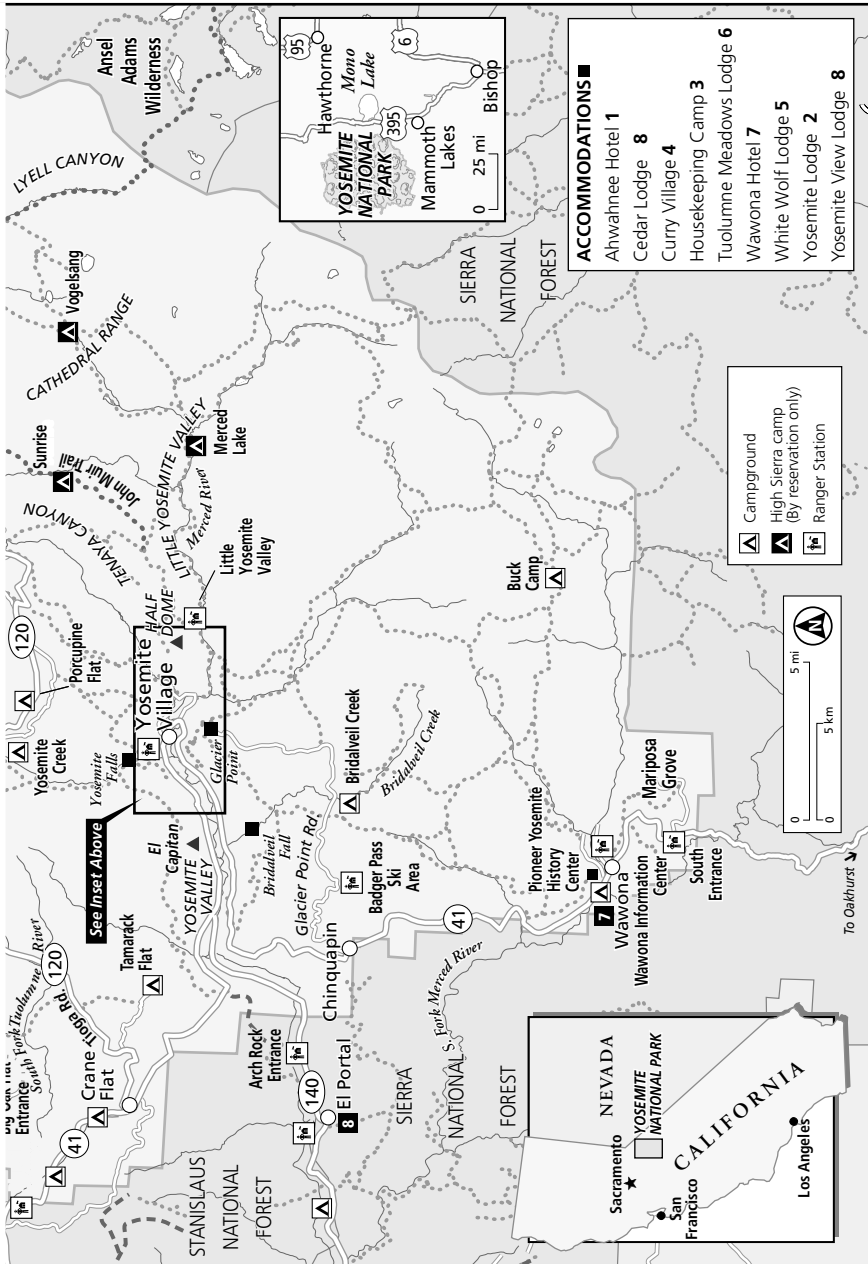 Ansel
Adams
Wilderness
LYELL CANYON
Vogelsang
CATHEDRAL RANGE
Sunrise
John Muir Trail
TENAYA CANYON
LITTLE YOSEMITE VALLEY
Merced River
Merced
Lake
Little
Yosemite
Valley
HALF
DOME
120
Porcupine
Flat
Yosemite
Creek
Yosemite
Falls
Yosemite
Village
Glacier
Point
See Inset Above
El
Capitan
YOSEMITE
VALLEY
Bridalveil
Fall
Glacier Point Rd.
Bridalveil Creek
Bridalveil Creek
Badger Pass
Ski
Area
Tamarack
Flat
120
Tioga Rd.
South Fork Tuolumne River
Entrance
Crane
Flat
41
Chinquapin
41
Arch Rock
Entrance
140
El Portal
8
STANISLAUS
NATIONAL
FOREST
SIERRA
NATIONAL
FOREST
S. Fork Merced River
Buck
Camp
Pioneer Yosemite
History
Center
7
Wawona
Wawona Information
Center
Mariposa
Grove
South
Entrance
To Oakhurst
SIERRA
NATIONAL
FOREST
95
Hawthorne
Mono
Lake
6
YOSEMITE
NATIONAL
PARK
395
Mammoth
Lakes
Bishop
0 25 mi
ACCOMMODATIONS
Ahwahnee Hotel 1
Cedar Lodge 8
Curry Village 4
Housekeeping Camp 3
Tuolumne Meadows Lodge 6
Wawona Hotel 7
White Wolf Lodge 5
Yosemite Lodge 2
Yosemite View Lodge 8
Campground
High Sierra camp
(By reservation only)
Ranger Station
0 5 mi
0 5 km
N
NEVADA
YOSEMITE
NATIONAL PARK
Sacramento
San
Francisco
CALIFORNIA
Los Angeles